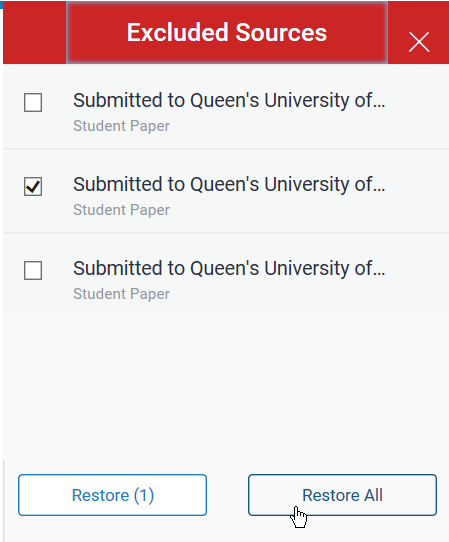 Excluded Sources
Submitted to Queen's University of...
Student Paper
Submitted to Queen's University of...
Student Paper
Submitted to Queen's University of...
Student Paper
Restore (1)
Restore All